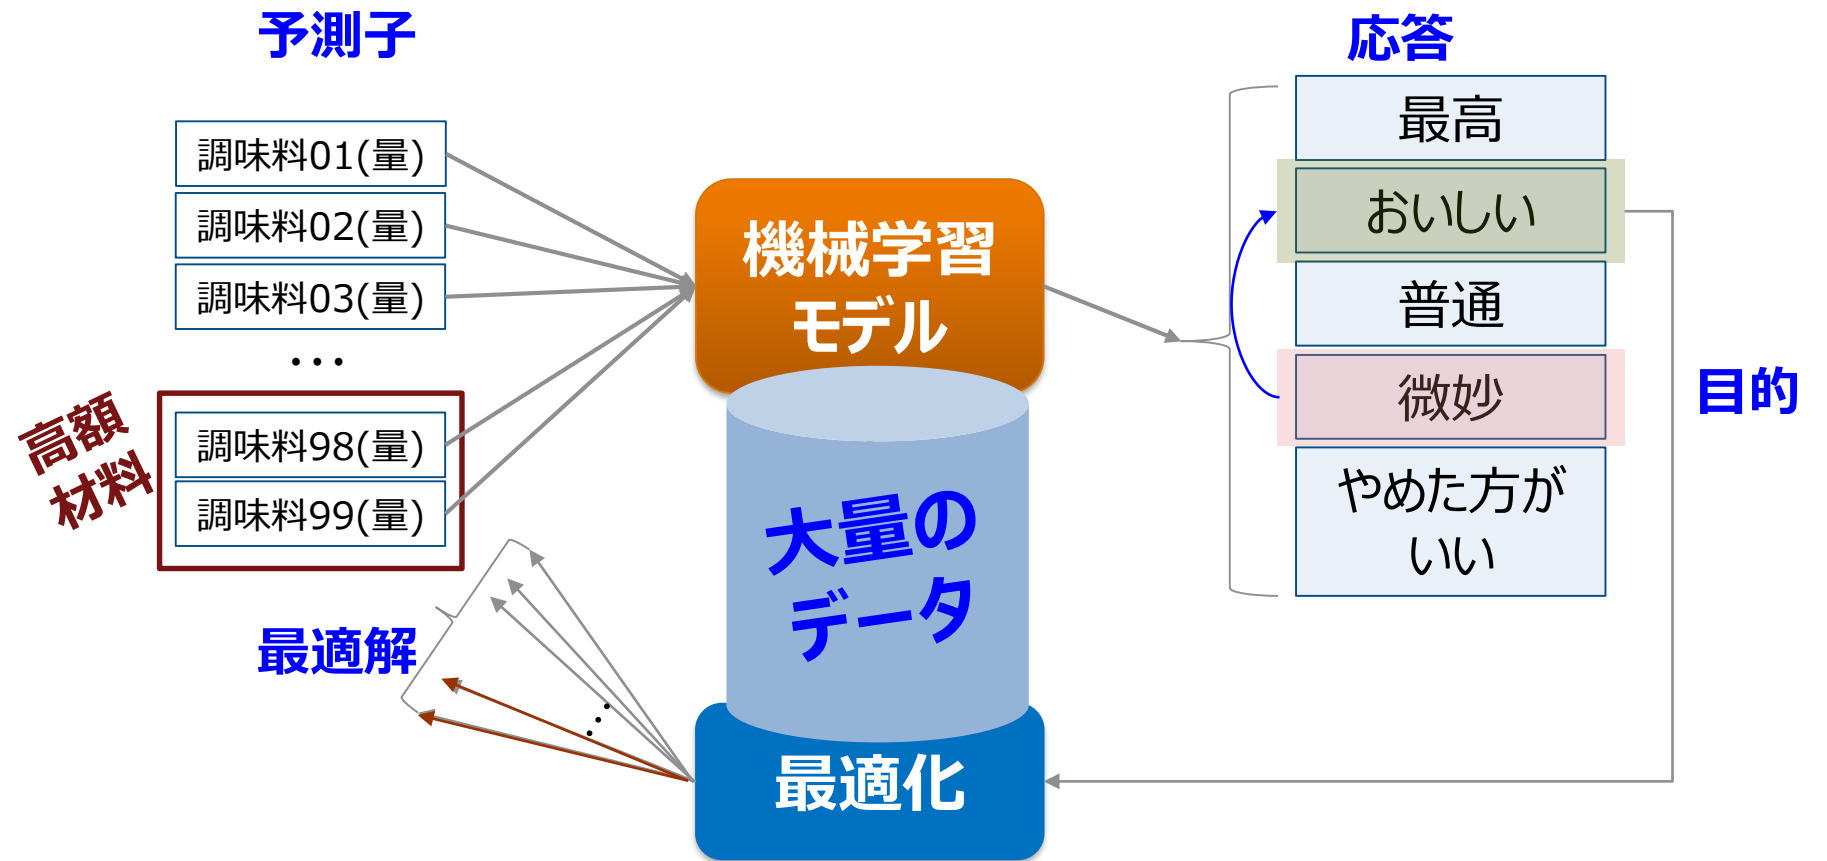 予測子
調味料01(量)
調味料02(量)
調味料03(量)
・・・
高額
材料
調味料98(量)
調味料99(量)
最適解
・・・
機械学習
モデル
大量の
データ
最適化
応答
最高
おいしい
普通
微妙
やめた方が
いい
目的